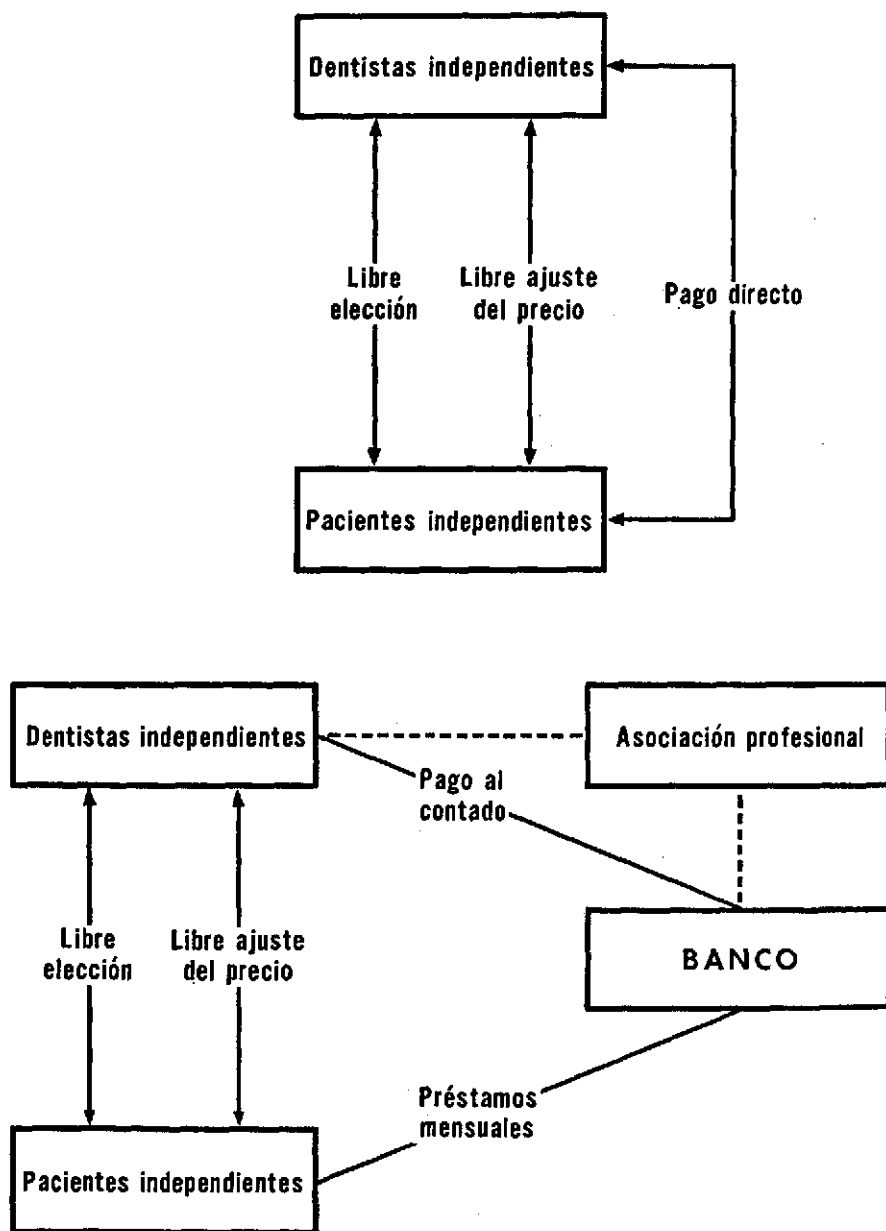 Dentistas independientes
Libre
elección
Libre ajuste
del precio
Pago directo
Pacientes independientes
Dentistas independientes
Asociación profesional
Pago al
contado
Libre
elección
Libre ajuste
del precio
BANCO
Préstamos
mensuales
Pacientes independientes